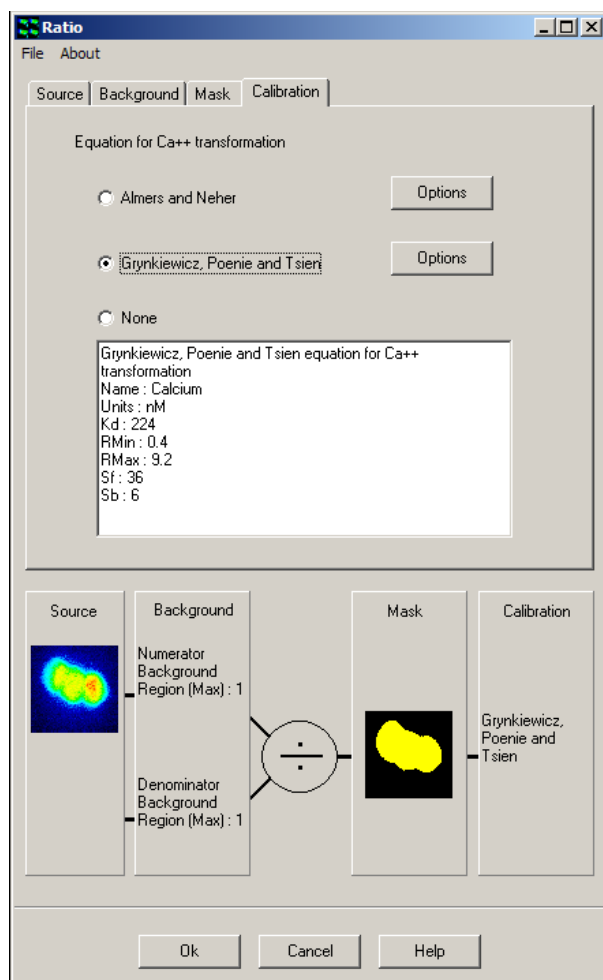 Ratio
File About
Source Background Mask Calibration
Equation for Ca++ transformation
Almers and Neher Options
Grynkiewicz, Poenie and Tsien Options
None
Grynkiewicz, Poenie and Tsien equation for Ca++
transformation
Name : Calcium
Units : nM
Kd : 224
RMin : 0.4
RMax : 9.2
Sf : 36
Sb : 6
Source
Background
Numerator
Background
Region (Max) : 1
Denominator
Background
Region (Max) : 1
Mask
Calibration
Grynkiewicz,
Poenie and
Tsien
Ok Cancel Help